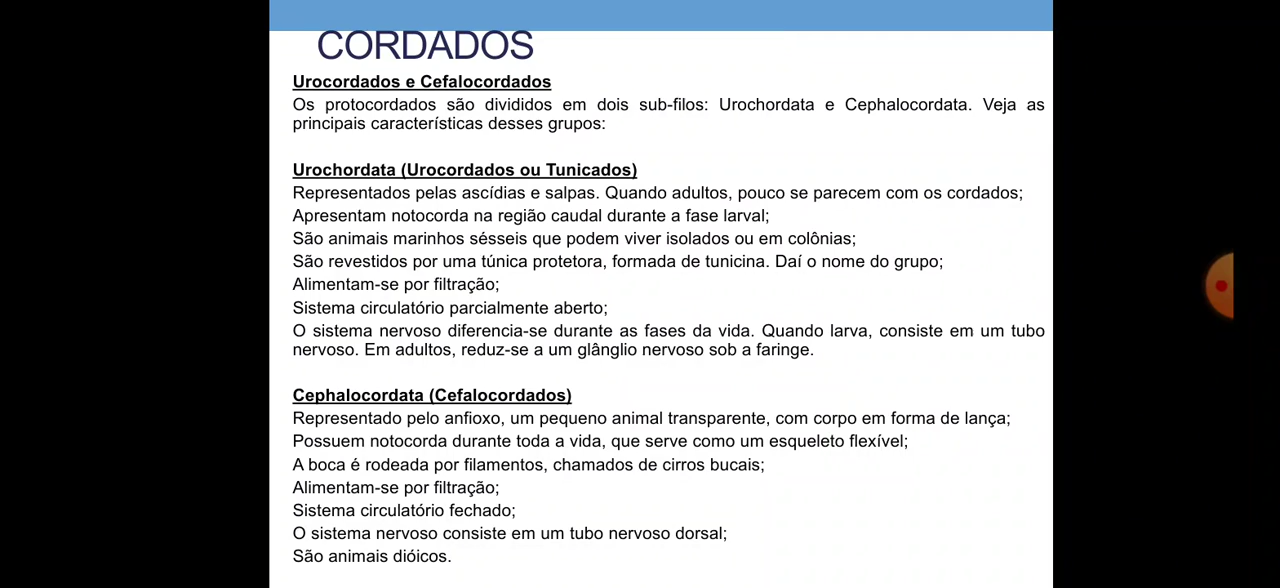 CORDADOS
Urocordados e Cefalocordados
Os protocordados são divididos em dois sub-filos: Urochordata e Cephalocordata. Veja as
principais características desses grupos:
Urochordata (Urocordados ou Tunicados)
Representados pelas ascídias e salpas. Quando adultos, pouco se parecem com os cordados;
Apresentam notocorda na região caudal durante a fase larval;
São animais marinhos sésseis que podem viver isolados ou em colônias;
São revestidos por uma túnica protetora, formada de tunicina. Daí o nome do grupo;
Alimentam-se por filtração;
Sistema circulatório parcialmente aberto;
O sistema nervoso diferencia-se durante as fases da vida. Quando larva, consiste em um tubo
nervoso. Em adultos, reduz-se a um glânglio nervoso sob a faringe.
Cephalocordata (Cefalocordados)
Representado pelo anfioxo, um pequeno animal transparente, com corpo em forma de lança;
Possuem notocorda durante toda a vida, que serve como um esqueleto flexível;
A boca é rodeada por filamentos, chamados de cirros bucais;
Alimentam-se por filtração;
Sistema circulatório fechado;
O sistema nervoso consiste em um tubo nervoso dorsal;
São animais dióicos.